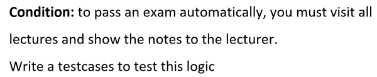 Condition: to pass an exam automatically, you must visit all
lectures and show the notes to the lecturer.
Write a testcases to test this logic